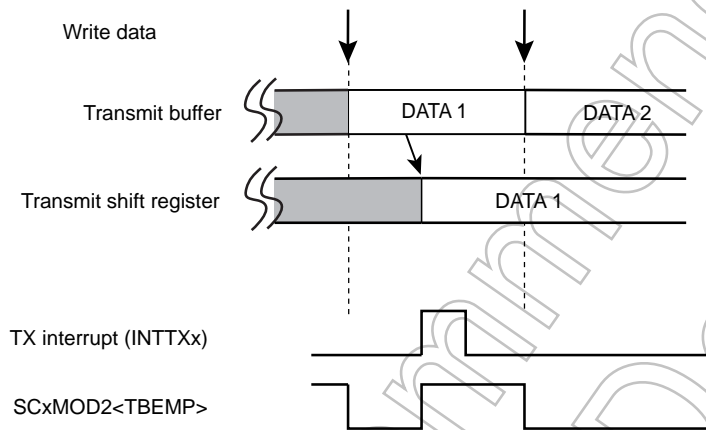 Write data
Transmit buffer
DATA 1
DATA 2
Transmit shift register
DATA 1
TX interrupt (INTTXx)
SCxMOD2<TBEMP>